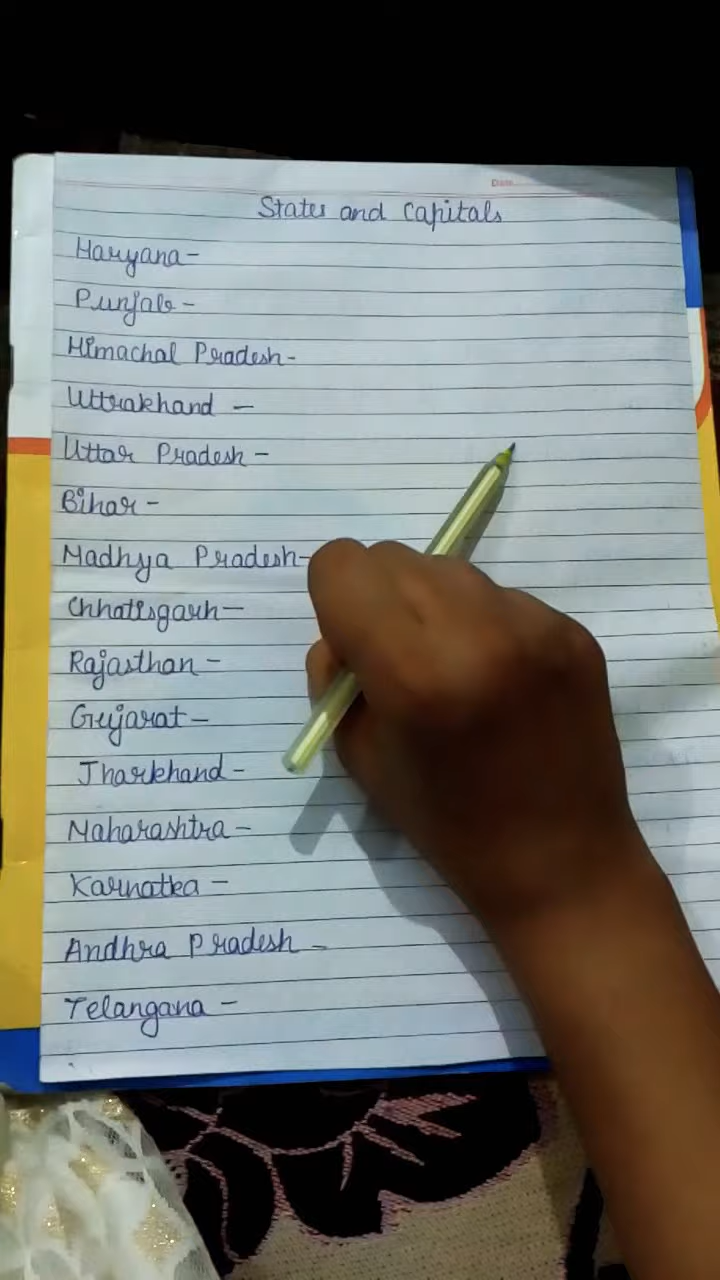 Date
States and Capitals
Haryana -
Punjab -
Himachal Pradesh -
Uttrakhand -
Uttar Pradesh -
Bihar -
Madhya Pradesh -
Chhatisgarh -
Rajasthan -
Gujarat -
Jharkhand -
Maharashtra -
Karnatka -
Andhra Pradesh -
Telangana -